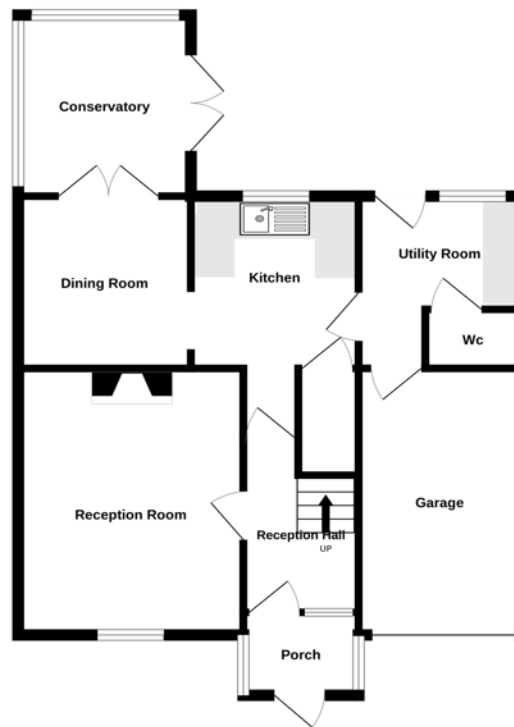 Conservatory
Dining Room
Kitchen
Utility Room
Wc
Reception Room
Garage
Reception Hall
UP
Porch